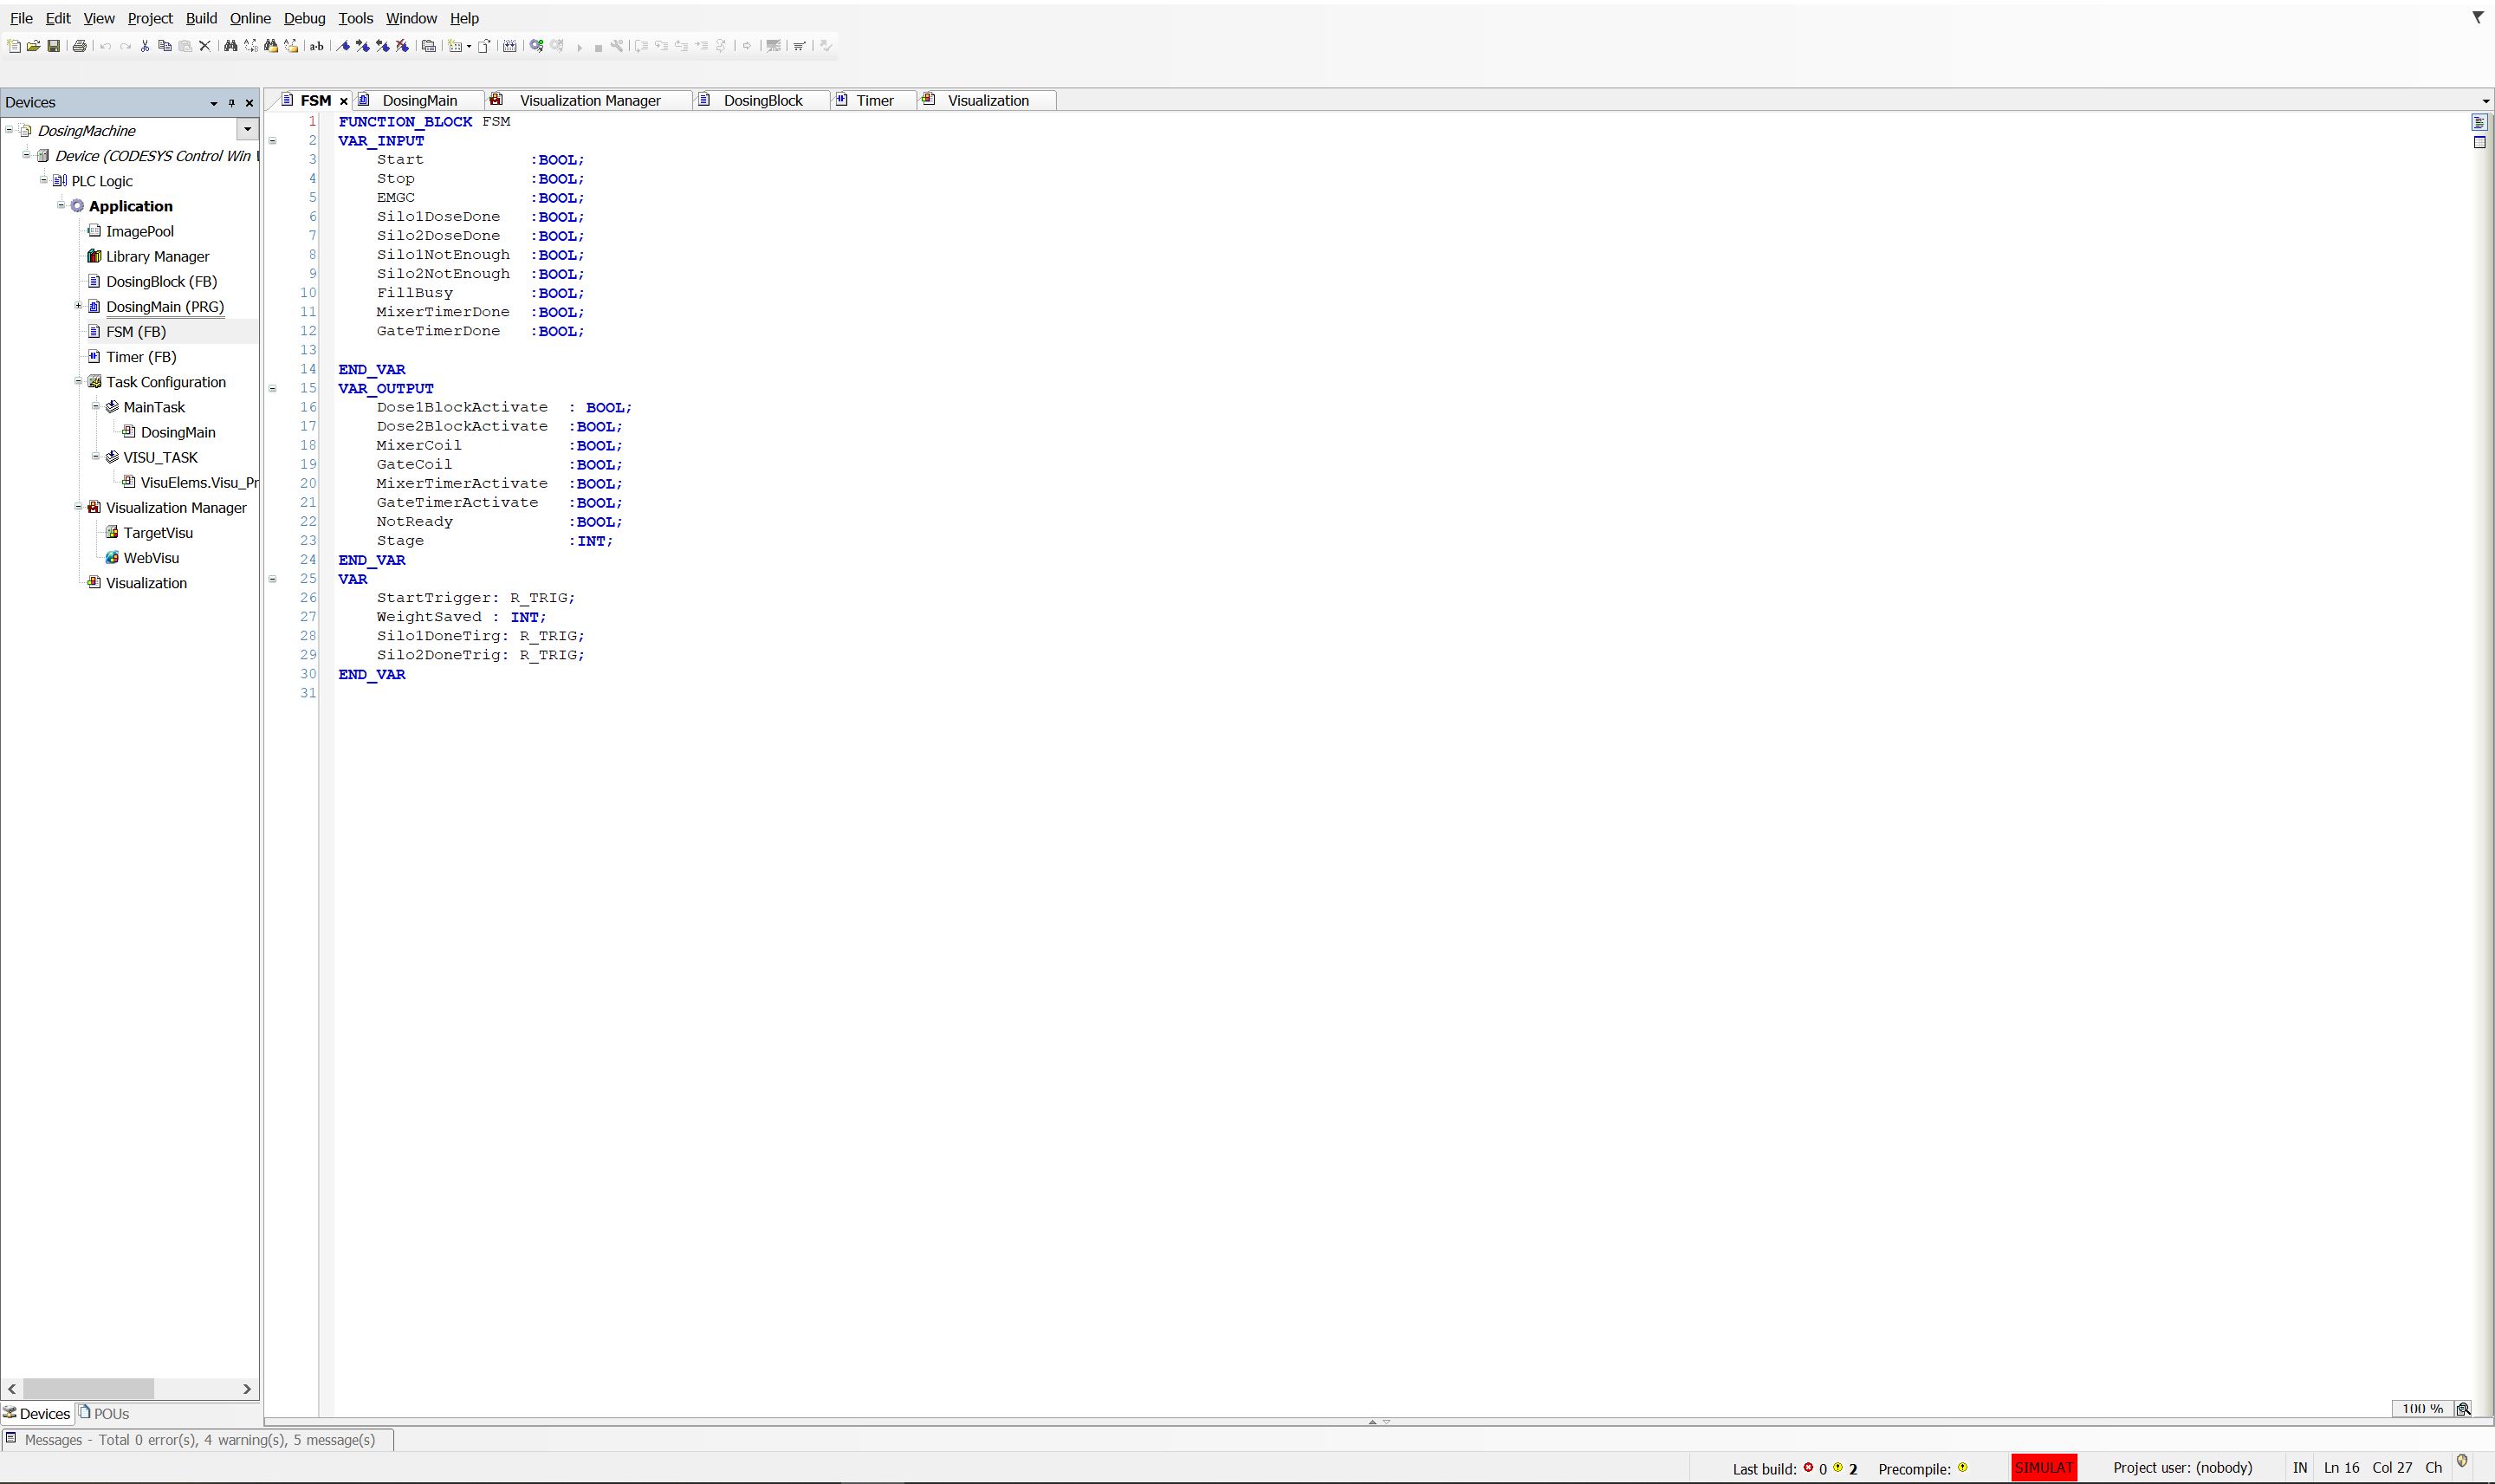 File Edit View Project Build Online Debug Tools Window Help
Devices
DosingMachine
Device (CODESYS Control Win
PLC Logic
Application
ImagePool
Library Manager
DosingBlock (FB)
DosingMain (PRG)
FSM (FB)
Timer (FB)
Task Configuration
MainTask
DosingMain
VISU_TASK
VisuElems.Visu_Pr
Visualization Manager
TargetVisu
WebVisu
Visualization
Devices POUs
FSM DosingMain Visualization Manager DosingBlock Timer Visualization
1 FUNCTION_BLOCK FSM
2 VAR_INPUT
3 Start :BOOL;
4 Stop :BOOL;
5 EMGC :BOOL;
6 Silo1DoseDone :BOOL;
7 Silo2DoseDone :BOOL;
8 Silo1NotEnough :BOOL;
9 Silo2NotEnough :BOOL;
10 FillBusy :BOOL;
11 MixerTimerDone :BOOL;
12 GateTimerDone :BOOL;
13
14 END_VAR
15 VAR_OUTPUT
16 Dose1BlockActivate : BOOL;
17 Dose2BlockActivate :BOOL;
18 MixerCoil :BOOL;
19 GateCoil :BOOL;
20 MixerTimerActivate :BOOL;
21 GateTimerActivate :BOOL;
22 NotReady :BOOL;
23 Stage :INT;
24 END_VAR
25 VAR
26 StartTrigger: R_TRIG;
27 WeightSaved : INT;
28 Silo1DoneTirg: R_TRIG;
29 Silo2DoneTrig: R_TRIG;
30 END_VAR
31
100 %
Messages - Total 0 error(s), 4 warning(s), 5 message(s)
Last build: 0 2 Precompile: SIMULAT Project user: (nobody) IN Ln 16 Col 27 Ch